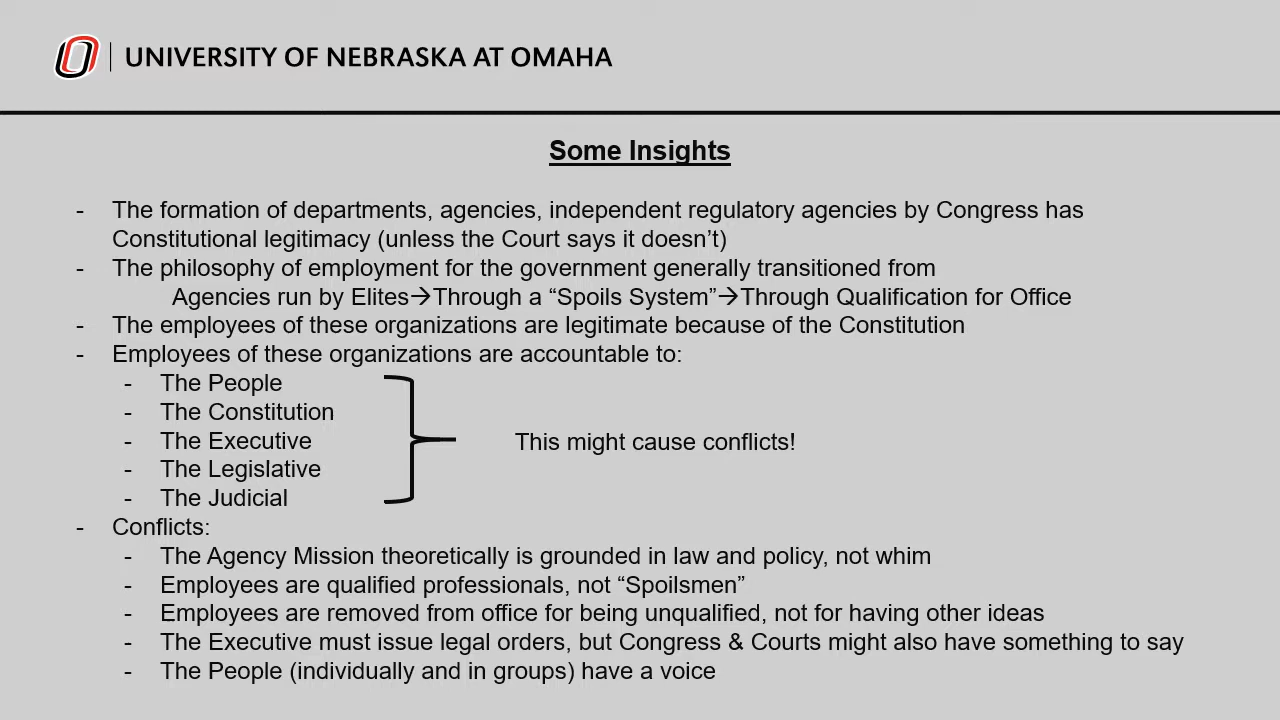 UNIVERSITY OF NEBRASKA AT OMAHA
Some Insights
- The formation of departments, agencies, independent regulatory agencies by Congress has
Constitutional legitimacy (unless the Court says it doesn’t)
- The philosophy of employment for the government generally transitioned from
Agencies run by Elites→Through a “Spoils System”→Through Qualification for Office
- The employees of these organizations are legitimate because of the Constitution
- Employees of these organizations are accountable to:
- The People
- The Constitution
- The Executive
- The Legislative
- The Judicial
This might cause conflicts!
- Conflicts:
- The Agency Mission theoretically is grounded in law and policy, not whim
- Employees are qualified professionals, not “Spoilsmen”
- Employees are removed from office for being unqualified, not for having other ideas
- The Executive must issue legal orders, but Congress & Courts might also have something to say
- The People (individually and in groups) have a voice